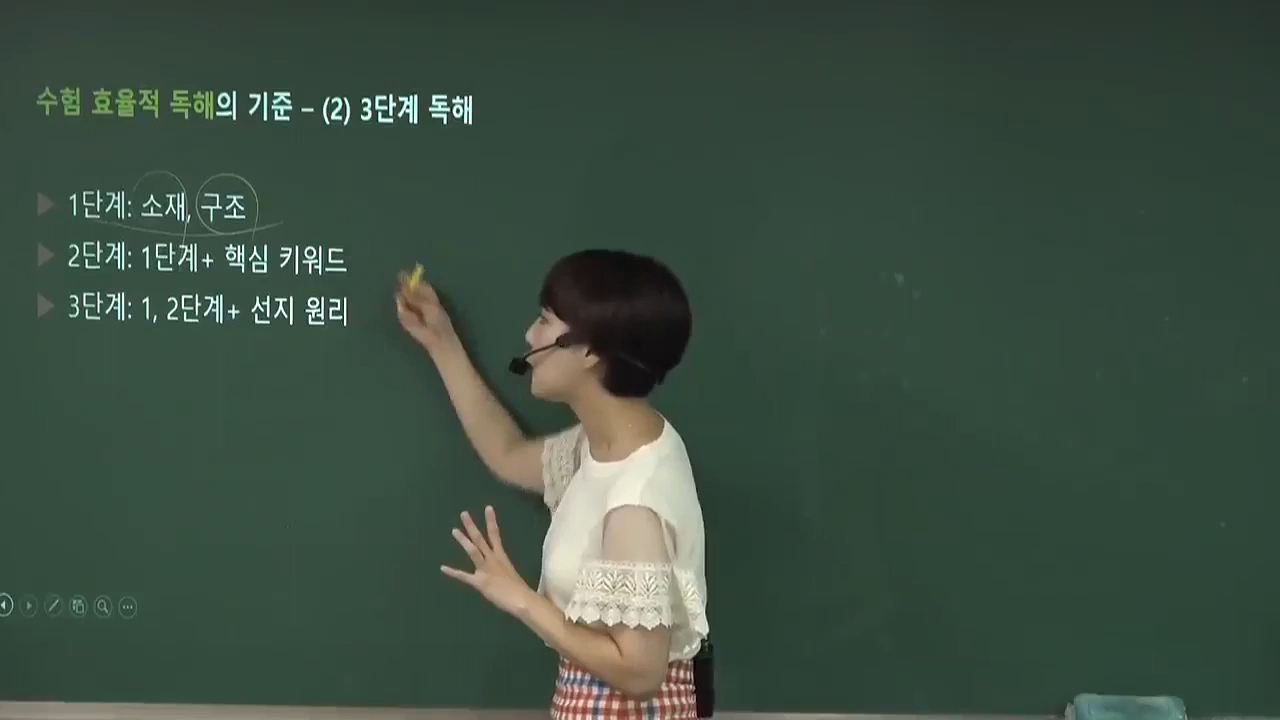 수험 효율적 독해의 기준 – (2) 3단계 독해
1단계: 소재, 구조
2단계: 1단계+ 핵심 키워드
3단계: 1, 2단계+ 선지 원리